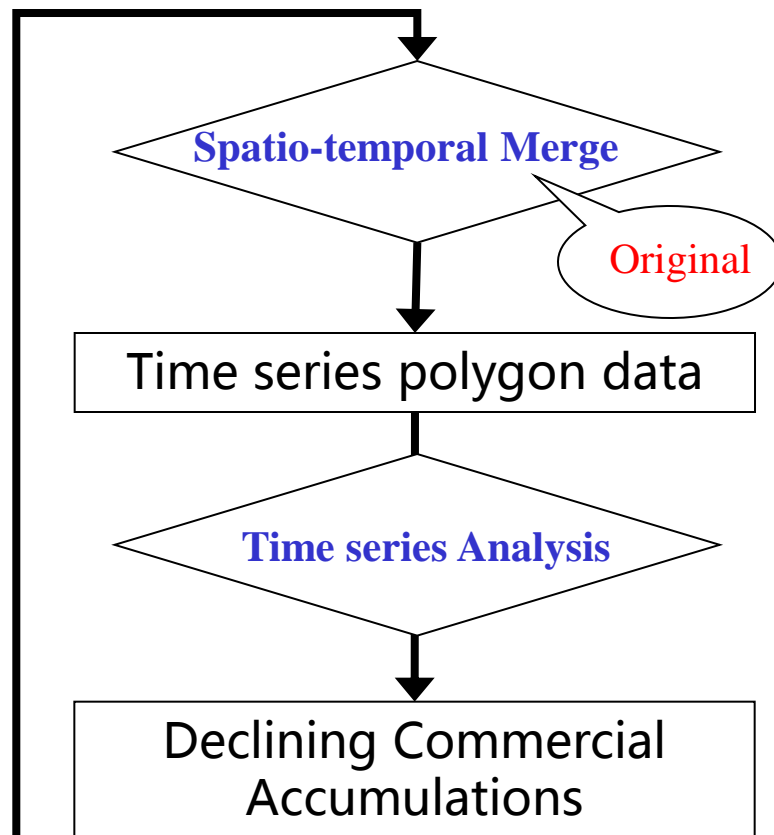 Spatio-temporal Merge
Original
Time series polygon data
Time series Analysis
Declining Commercial
Accumulations